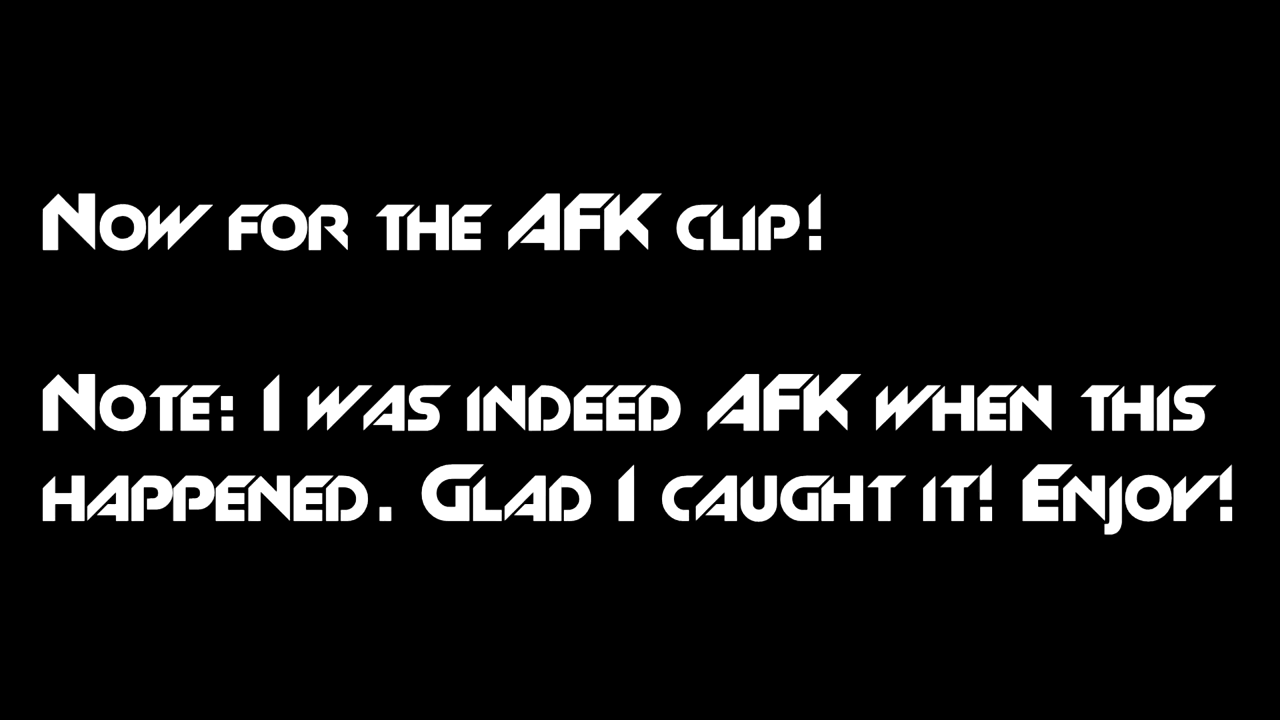 Now for the AFK clip!
Note: I was indeed AFK when this
happened. Glad I caught it! Enjoy!